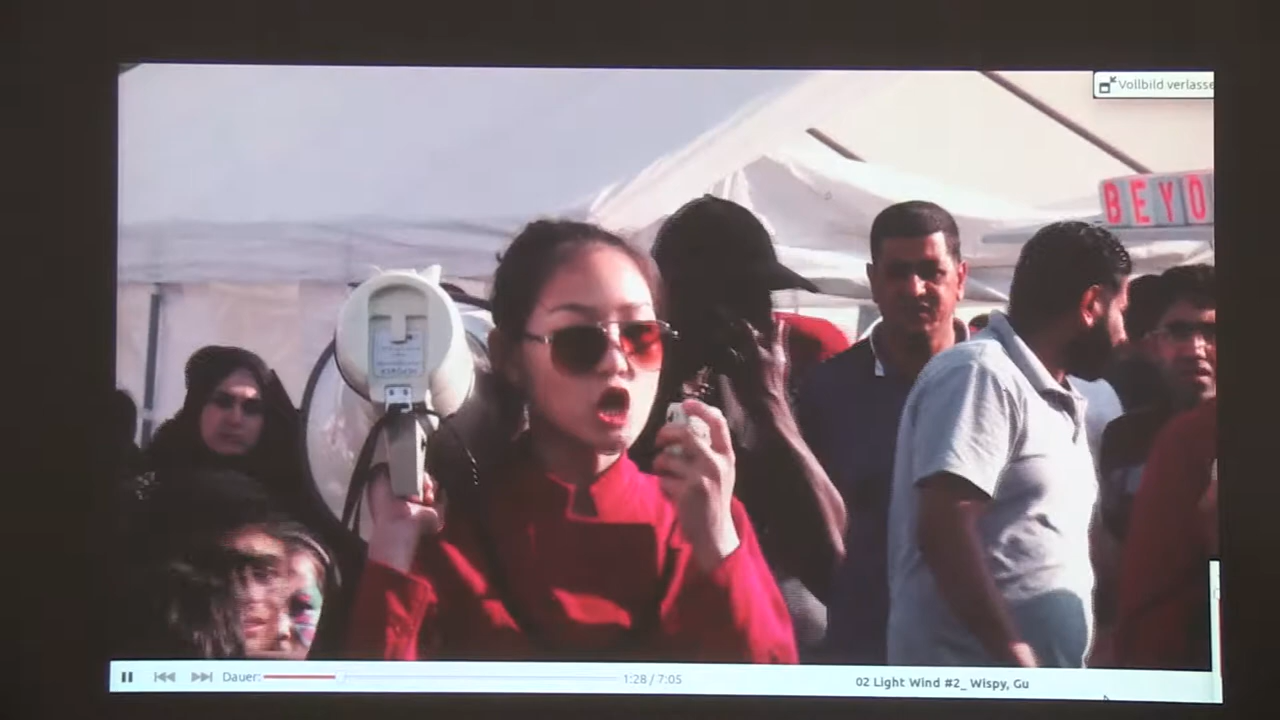 Vollbild verlasse
BEYO
Dauer:
1:28 / 7:05
02 Light Wind #2_ Wispy, Gu